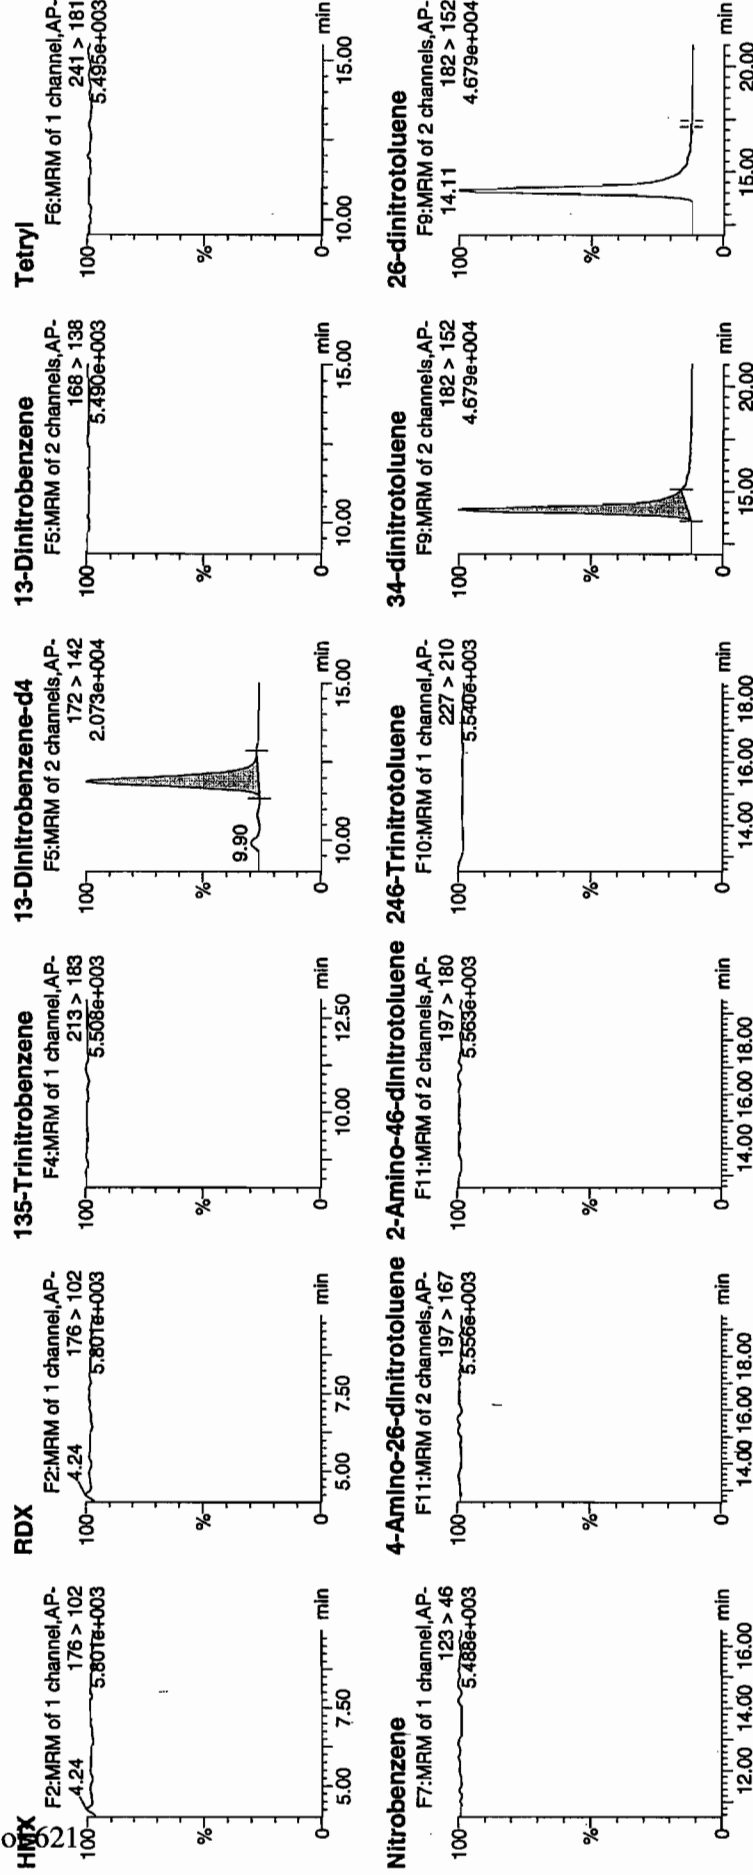 HMX
F2:MRM of 1 channel,AP-
176 > 102
5.801e+003
4.24
100
%
0
5.00 7.50
min
RDX
F2:MRM of 1 channel,AP-
176 > 102
5.801e+003
4.24
100
%
0
5.00 7.50
min
135-Trinitrobenzene
F4:MRM of 1 channel,AP-
213 > 183
5.508e+003
100
%
0
10.00 12.50
min
13-Dinitrobenzene-d4
F5:MRM of 2 channels,AP-
172 > 142
2.073e+004
9.90
100
%
0
10.00 15.00
min
13-Dinitrobenzene
F5:MRM of 2 channels,AP-
168 > 138
5.490e+003
100
%
0
10.00 15.00
min
Tetryl
F6:MRM of 1 channel,AP-
241 > 181
5.495e+003
100
%
0
10.00 15.00
min
Nitrobenzene
F7:MRM of 1 channel,AP-
123 > 46
5.488e+003
100
%
0
12.00 14.00 16.00
min
4-Amino-26-dinitrotoluene
F11:MRM of 2 channels,AP-
197 > 167
5.556e+003
100
%
0
14.00 16.00 18.00
min
2-Amino-46-dinitrotoluene
F11:MRM of 2 channels,AP-
197 > 180
5.563e+003
100
%
0
14.00 16.00 18.00
min
246-Trinitrotoluene
F10:MRM of 1 channel,AP-
227 > 210
5.540e+003
100
%
0
14.00 16.00 18.00
min
34-dinitrotoluene
F9:MRM of 2 channels,AP-
182 > 152
4.679e+004
100
%
0
15.00 20.00
min
26-dinitrotoluene
F9:MRM of 2 channels,AP-
14.11
182 > 152
4.679e+004
100
%
0
15.00 20.00
min